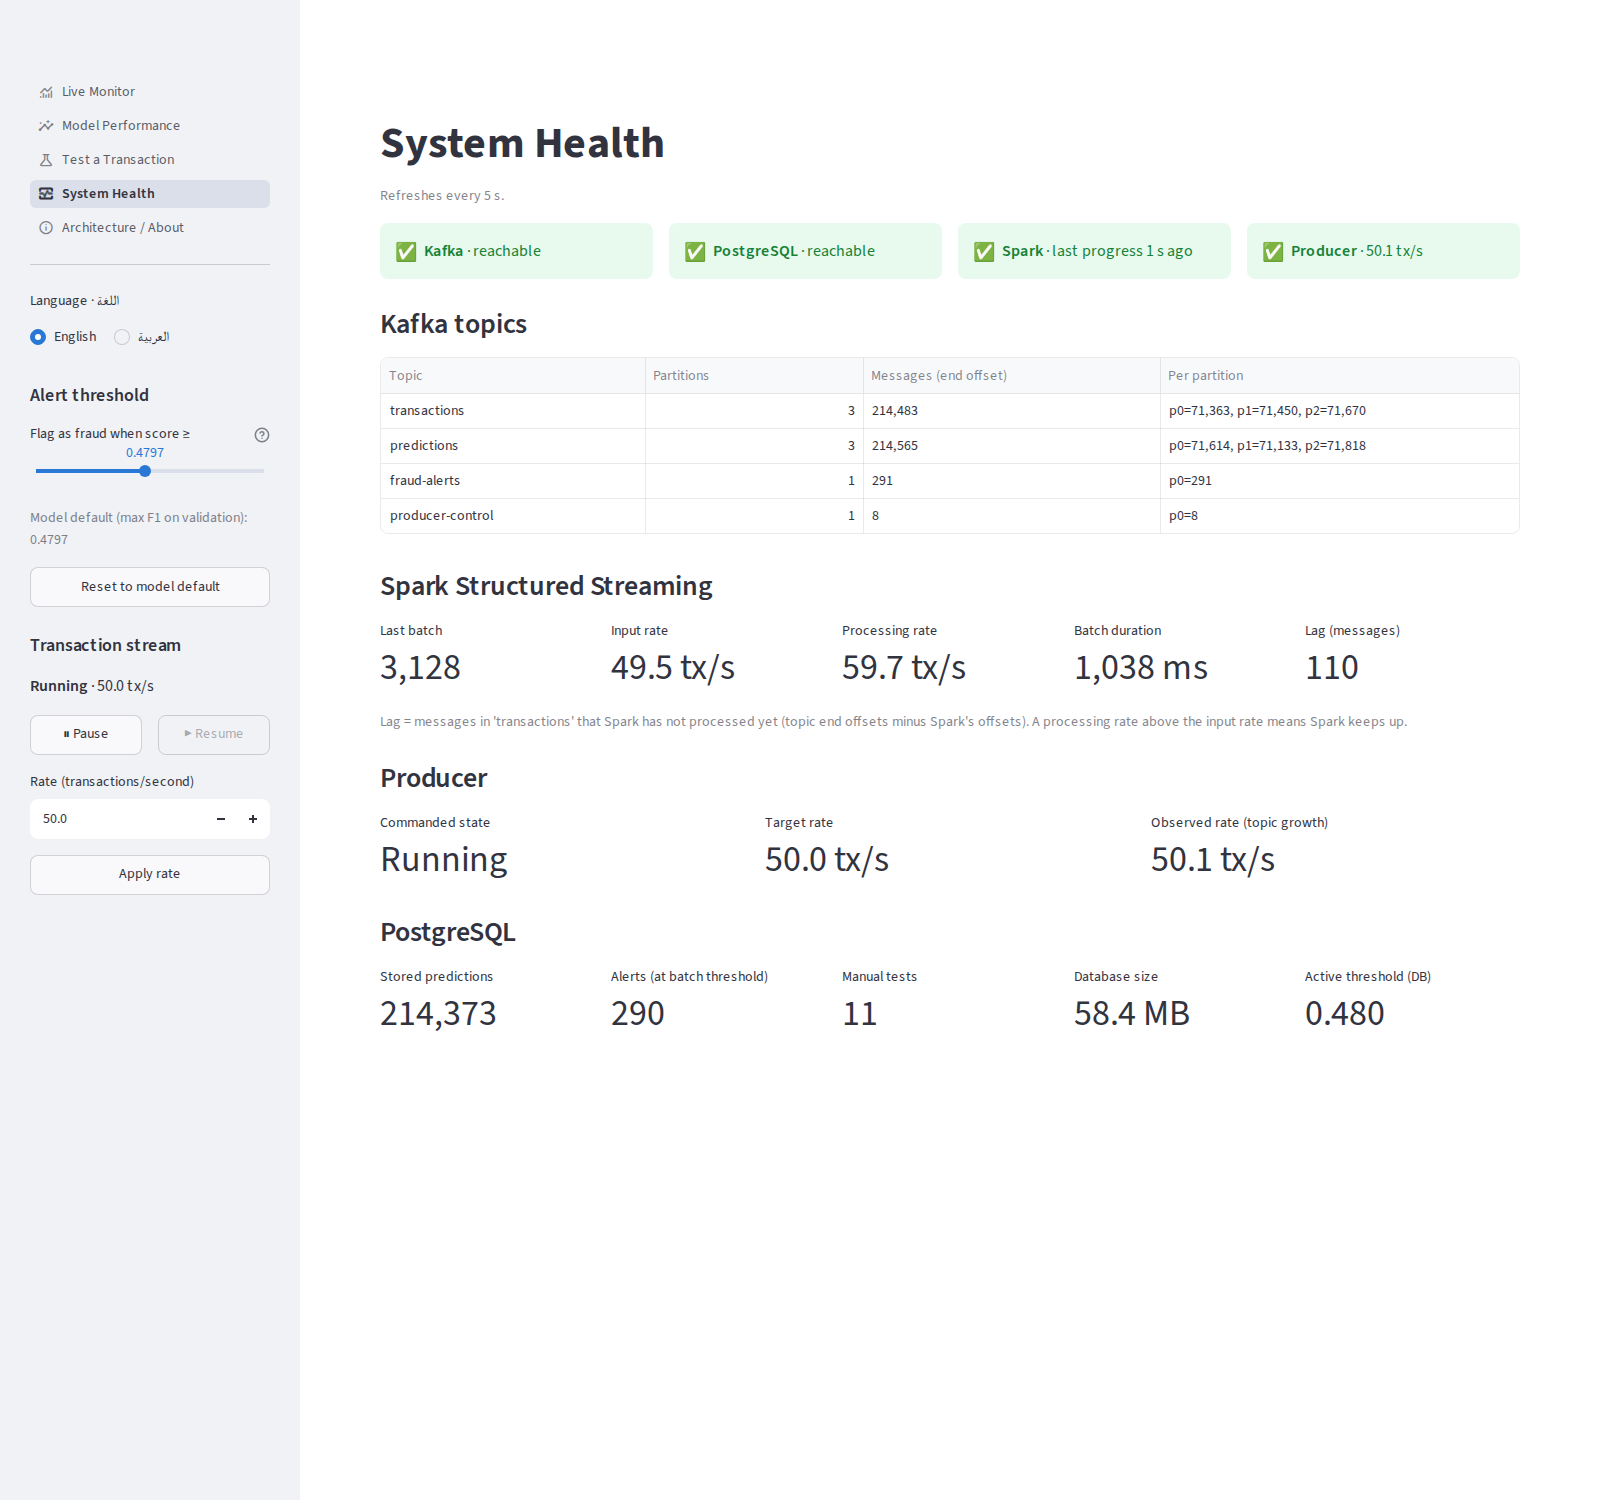 Live Monitor
Model Performance
Test a Transaction
System Health
Architecture / About
Language · اللغة
English العربية
Alert threshold
Flag as fraud when score ≥
0.4797
Model default (max F1 on validation):
0.4797
Reset to model default
Transaction stream
Running · 50.0 tx/s
Pause Resume
Rate (transactions/second)
50.0
Apply rate
System Health
Refreshes every 5 s.
Kafka · reachable PostgreSQL · reachable Spark · last progress 1 s ago Producer · 50.1 tx/s
Kafka topics
Topic Partitions Messages (end offset) Per partition
transactions 3 214,483 p0=71,363, p1=71,450, p2=71,670
predictions 3 214,565 p0=71,614, p1=71,133, p2=71,818
fraud-alerts 1 291 p0=291
producer-control 1 8 p0=8
Spark Structured Streaming
Last batch Input rate Processing rate Batch duration Lag (messages)
3,128 49.5 tx/s 59.7 tx/s 1,038 ms 110
Lag = messages in 'transactions' that Spark has not processed yet (topic end offsets minus Spark's offsets). A processing rate above the input rate means Spark keeps up.
Producer
Commanded state Target rate Observed rate (topic growth)
Running 50.0 tx/s 50.1 tx/s
PostgreSQL
Stored predictions Alerts (at batch threshold) Manual tests Database size Active threshold (DB)
214,373 290 11 58.4 MB 0.480